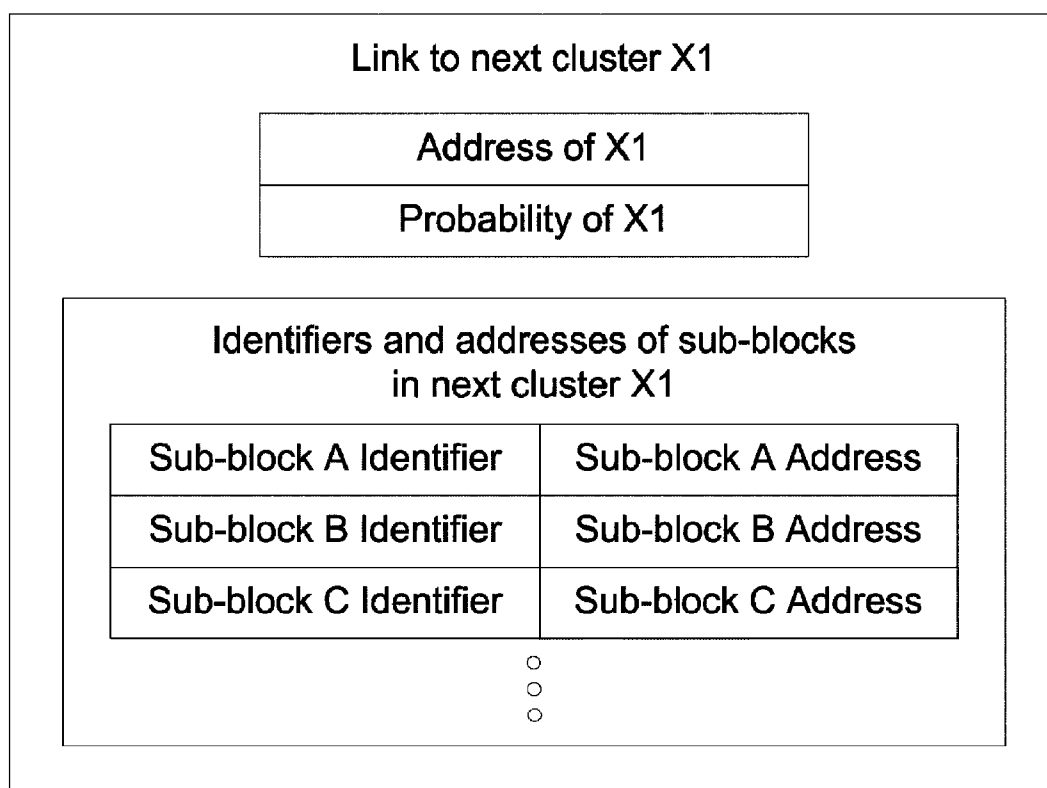 Link to next cluster X1
Address of X1
Probability of X1
Identifiers and addresses of sub-blocks
in next cluster X1
Sub-block A Identifier
Sub-block A Address
Sub-block B Identifier
Sub-block B Address
Sub-block C Identifier
Sub-block C Address